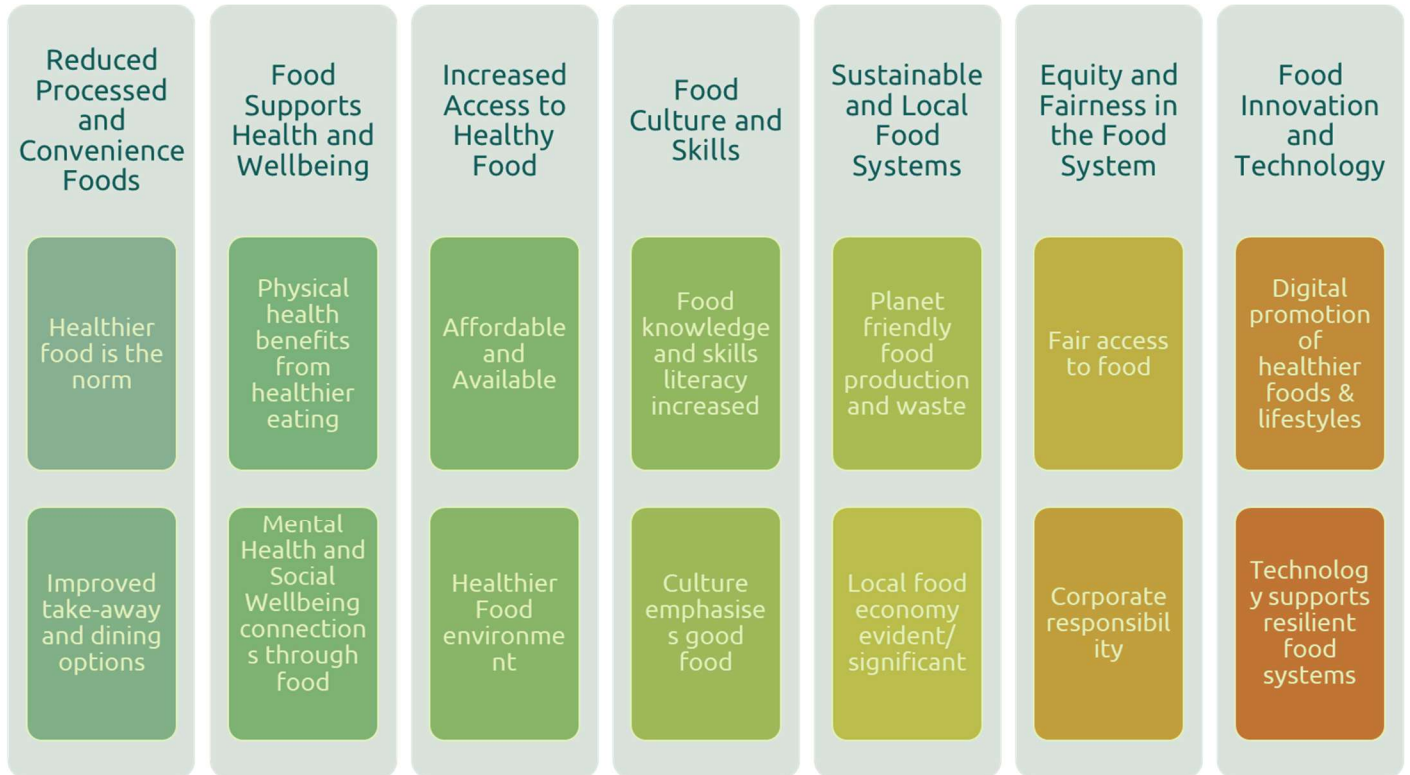 Reduced
Processed
and
Convenience
Foods
Healthier
food is the
norm
Improved
take-away
and dining
options
Food
Supports
Health and
Wellbeing
Physical
health
benefits
from
healthier
eating
Mental
Health and
Social
Wellbeing
connection
s through
food
Increased
Access to
Healthy
Food
Affordable
and
Available
Healthier
Food
environme
nt
Food
Culture and
Skills
Food
knowledge
and skills
literacy
increased
Culture
emphasise
s good
food
Sustainable
and Local
Food
Systems
Planet
friendly
food
production
and waste
Local food
economy
evident/
significant
Equity and
Fairness in
the Food
System
Fair access
to food
Corporate
responsibil
ity
Food
Innovation
and
Technology
Digital
promotion
of
healthier
foods &
lifestyles
Technolog
y supports
resilient
food
systems